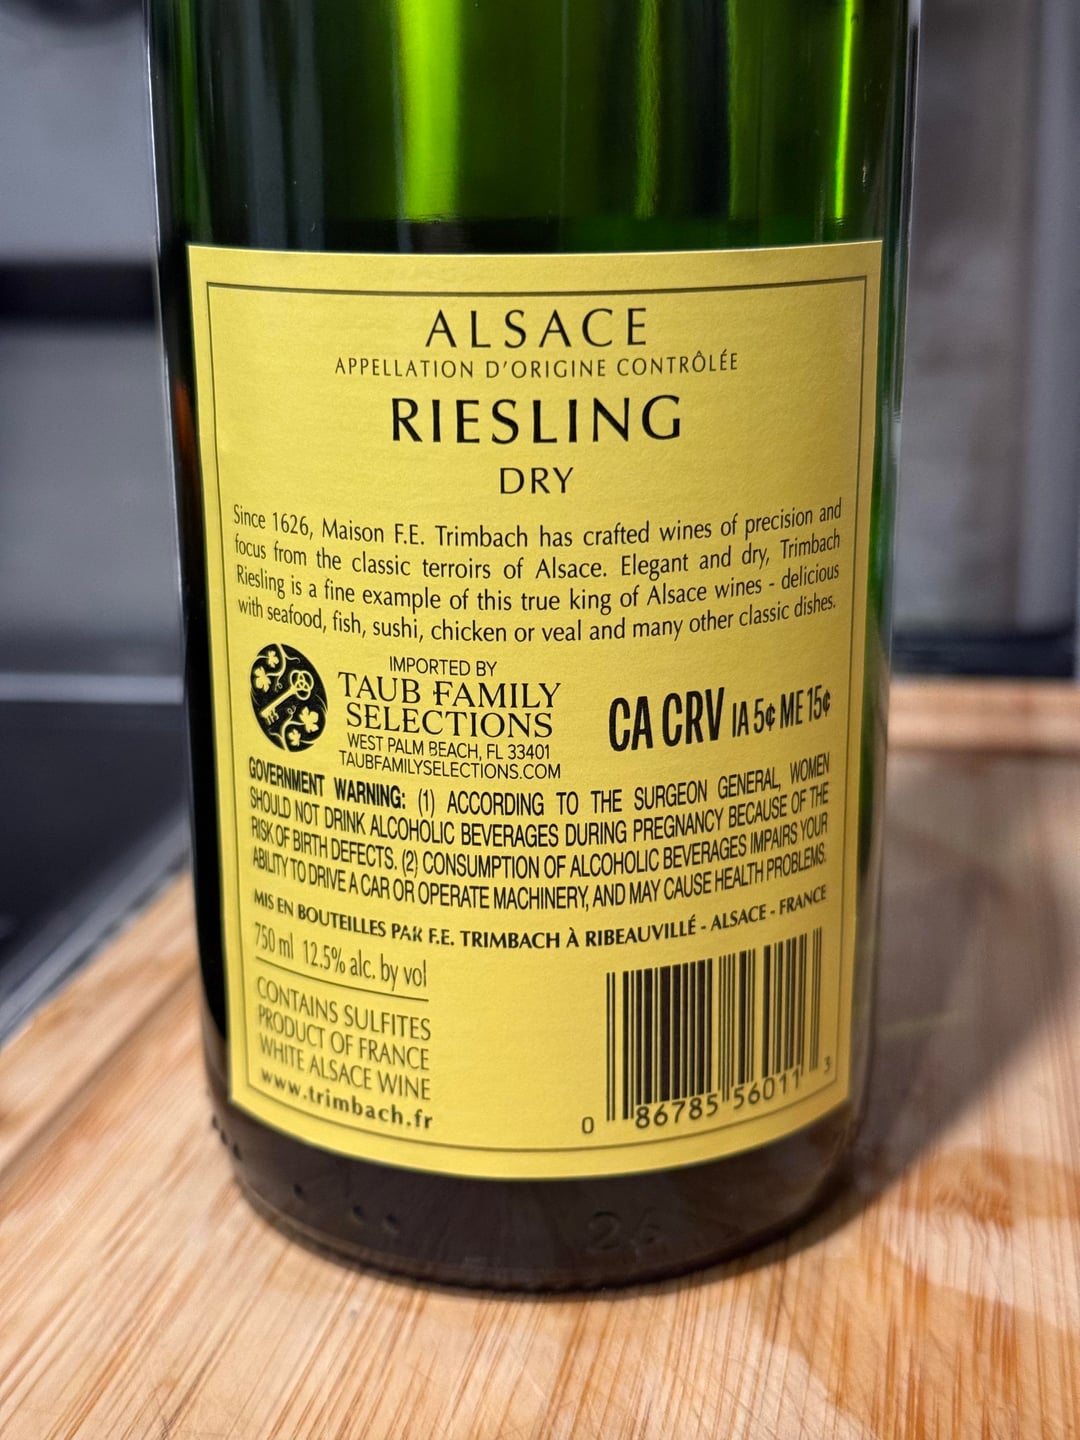 ALSACE
APPELLATION D'ORIGINE CONTRÔLÉE
RIESLING
DRY
Since 1626, Maison F.E. Trimbach has crafted wines of precision and
focus from the classic terroirs of Alsace. Elegant and dry, Trimbach
Riesling is a fine example of this true king of Alsace wines - delicious
with seafood, fish, sushi, chicken or veal and many other classic dishes.
IMPORTED BY
TAUB FAMILY
SELECTIONS
WEST PALM BEACH, FL 33401
TAUBFAMILYSELECTIONS.COM
CA CRV IA 5¢ ME 15¢
GOVERNMENT WARNING: (1) ACCORDING TO THE SURGEON GENERAL, WOMEN
SHOULD NOT DRINK ALCOHOLIC BEVERAGES DURING PREGNANCY BECAUSE OF THE
RISK OF BIRTH DEFECTS. (2) CONSUMPTION OF ALCOHOLIC BEVERAGES IMPAIRS YOUR
ABILITY TO DRIVE A CAR OR OPERATE MACHINERY, AND MAY CAUSE HEALTH PROBLEMS.
MIS EN BOUTEILLES PAR F.E. TRIMBACH À RIBEAUVILLÉ - ALSACE - FRANCE
750 ml 12.5% alc. by vol
CONTAINS SULFITES
PRODUCT OF FRANCE
WHITE ALSACE WINE
www.trimbach.fr
0 86785 56011 3